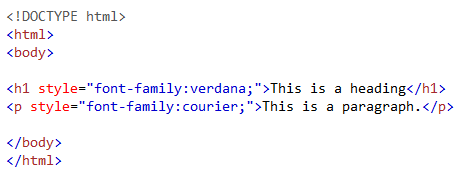 <!DOCTYPE html>
<html>
<body>
<h1 style="font-family:verdana;">This is a heading</h1>
<p style="font-family:courier;">This is a paragraph.</p>
</body>
</html>